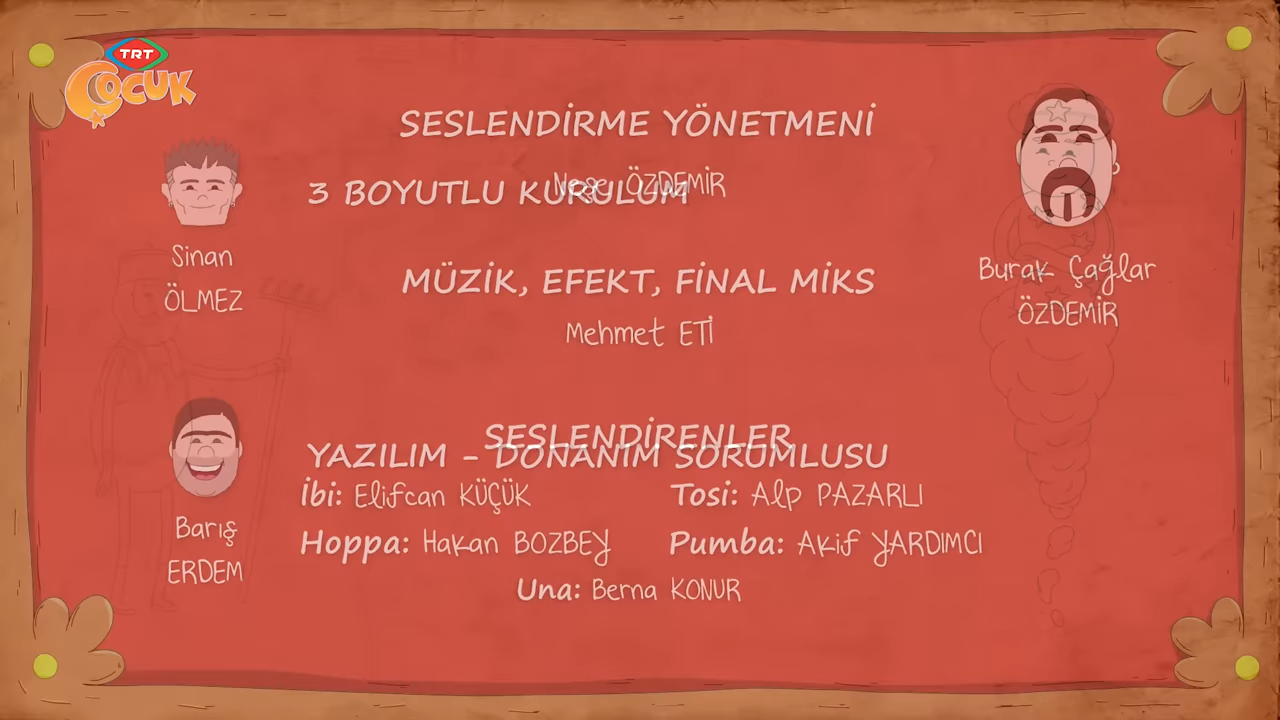 TRT
ÇOCUK
SESLENDİRME YÖNETMENİ
3 BOYUTLU KURULUM
ÖZDEMİR
Sinan
ÖLMEZ
MÜZİK, EFEKT, FİNAL MİKS
Mehmet ETİ
Burak Çağlar
ÖZDEMİR
SESLENDİRENLER
YAZILIM - DONANIM SORUMLUSU
İbi: Elifcan KÜÇÜK
Tosi: Alp PAZARLI
Barış
ERDEM
Hoppa: Hakan BOZBEY
Pumba: Akif YARDIMCI
Una: Berna KONUR